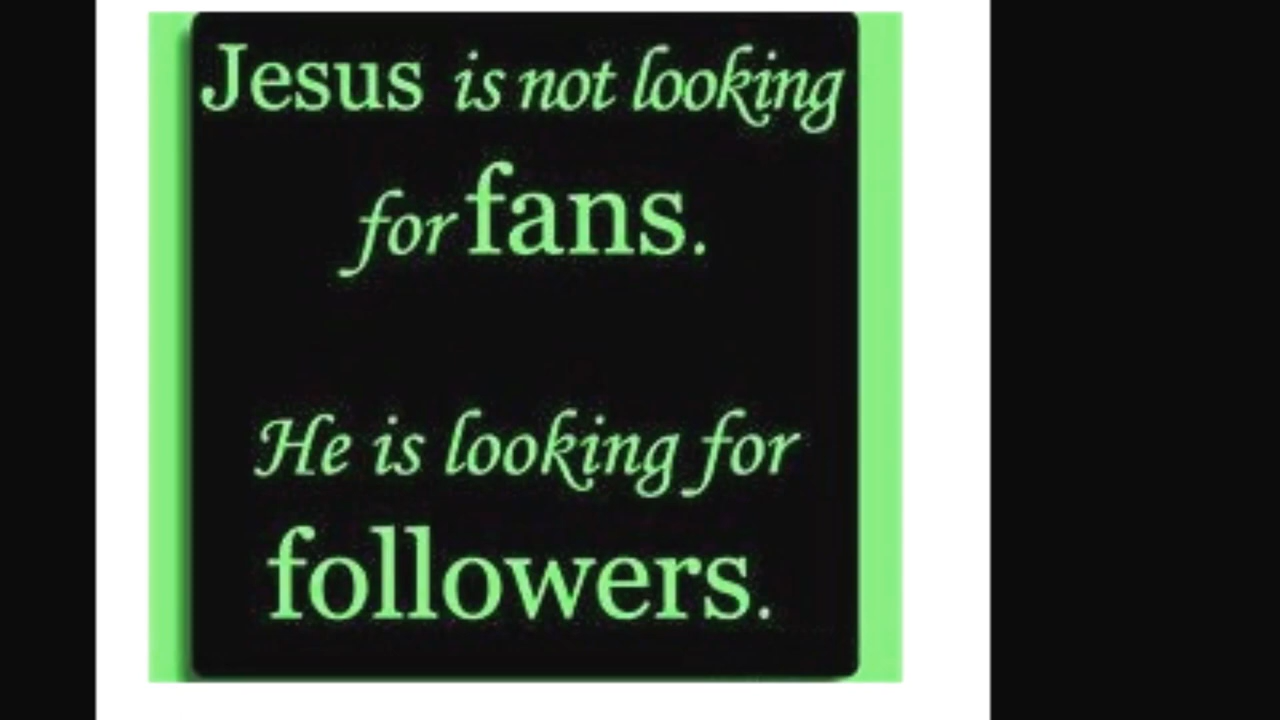 Jesus is not looking
for fans.
He is looking for
followers.